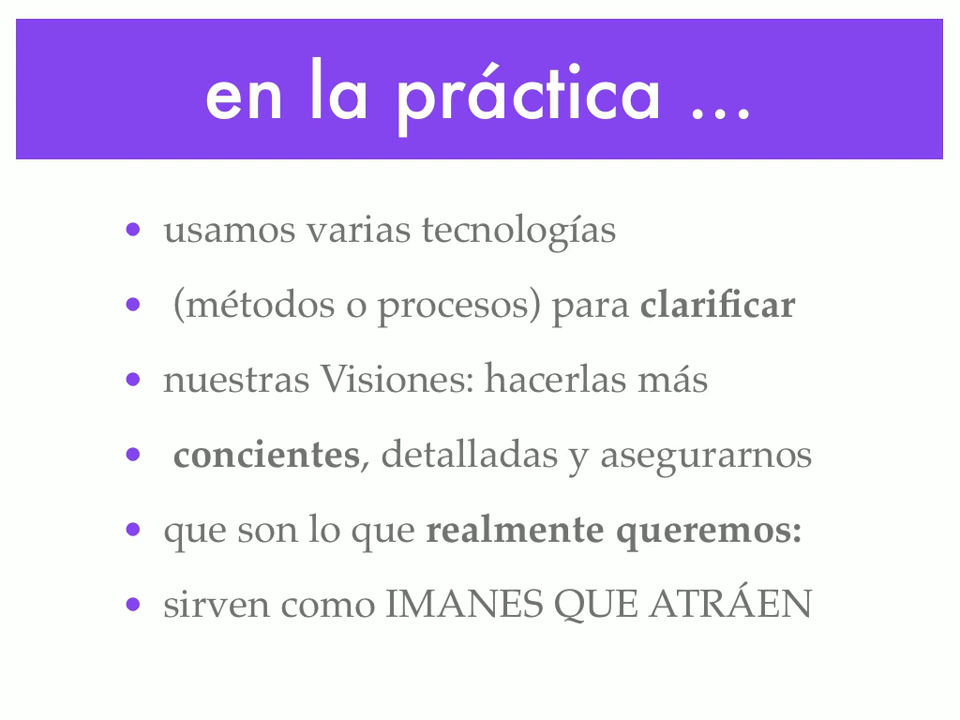 en la práctica ...
• usamos varias tecnologías
• (métodos o procesos) para clarificar
• nuestras Visiones: hacerlas más
• concientes, detalladas y asegurarnos
• que son lo que realmente queremos:
• sirven como IMANES QUE ATRÁEN